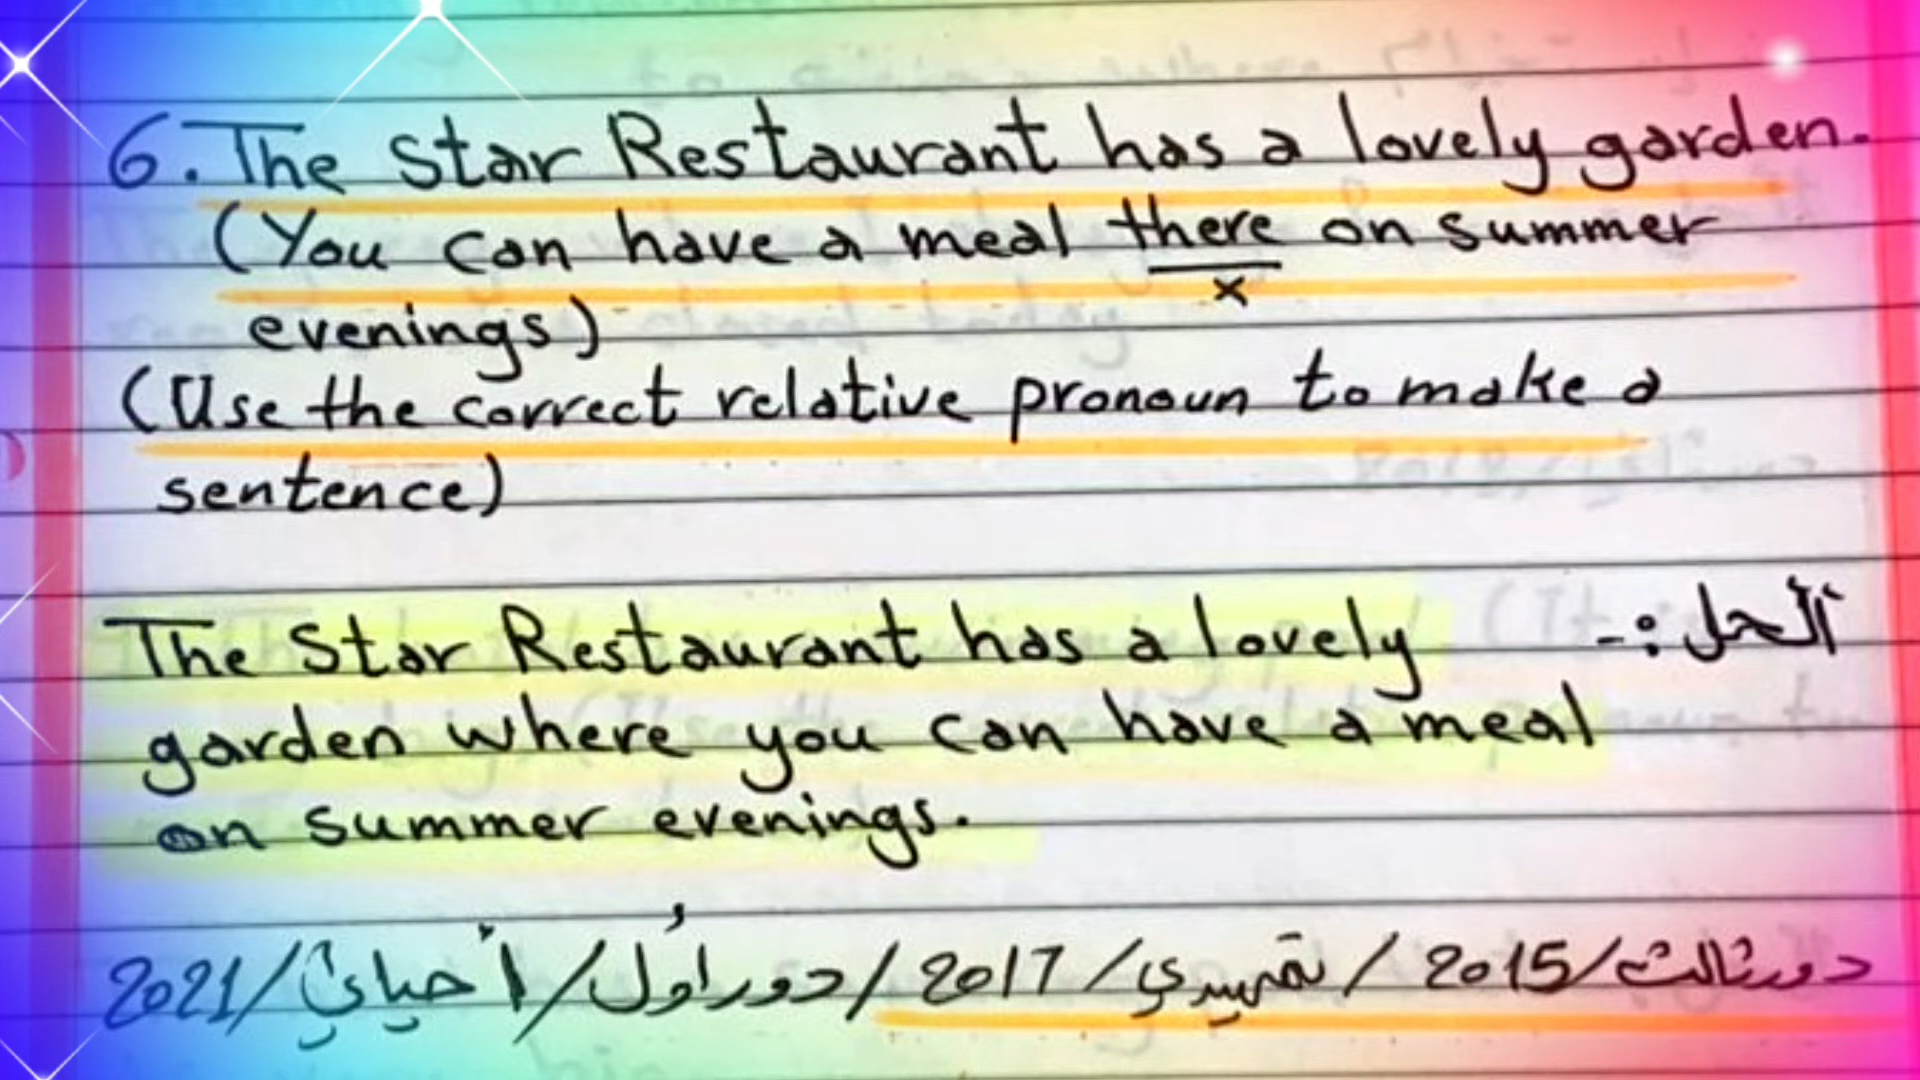 6. The Star Restaurant has a lovely garden.
(You can have a meal there on summer
x
evenings)
(Use the correct relative pronoun to make a
sentence)
الحل :-
The Star Restaurant has a lovely
garden where you can have a meal
on summer evenings.
دور ثالث/2015 / تمهيدي/ 2017 /دور اول/ أحيائي/2021